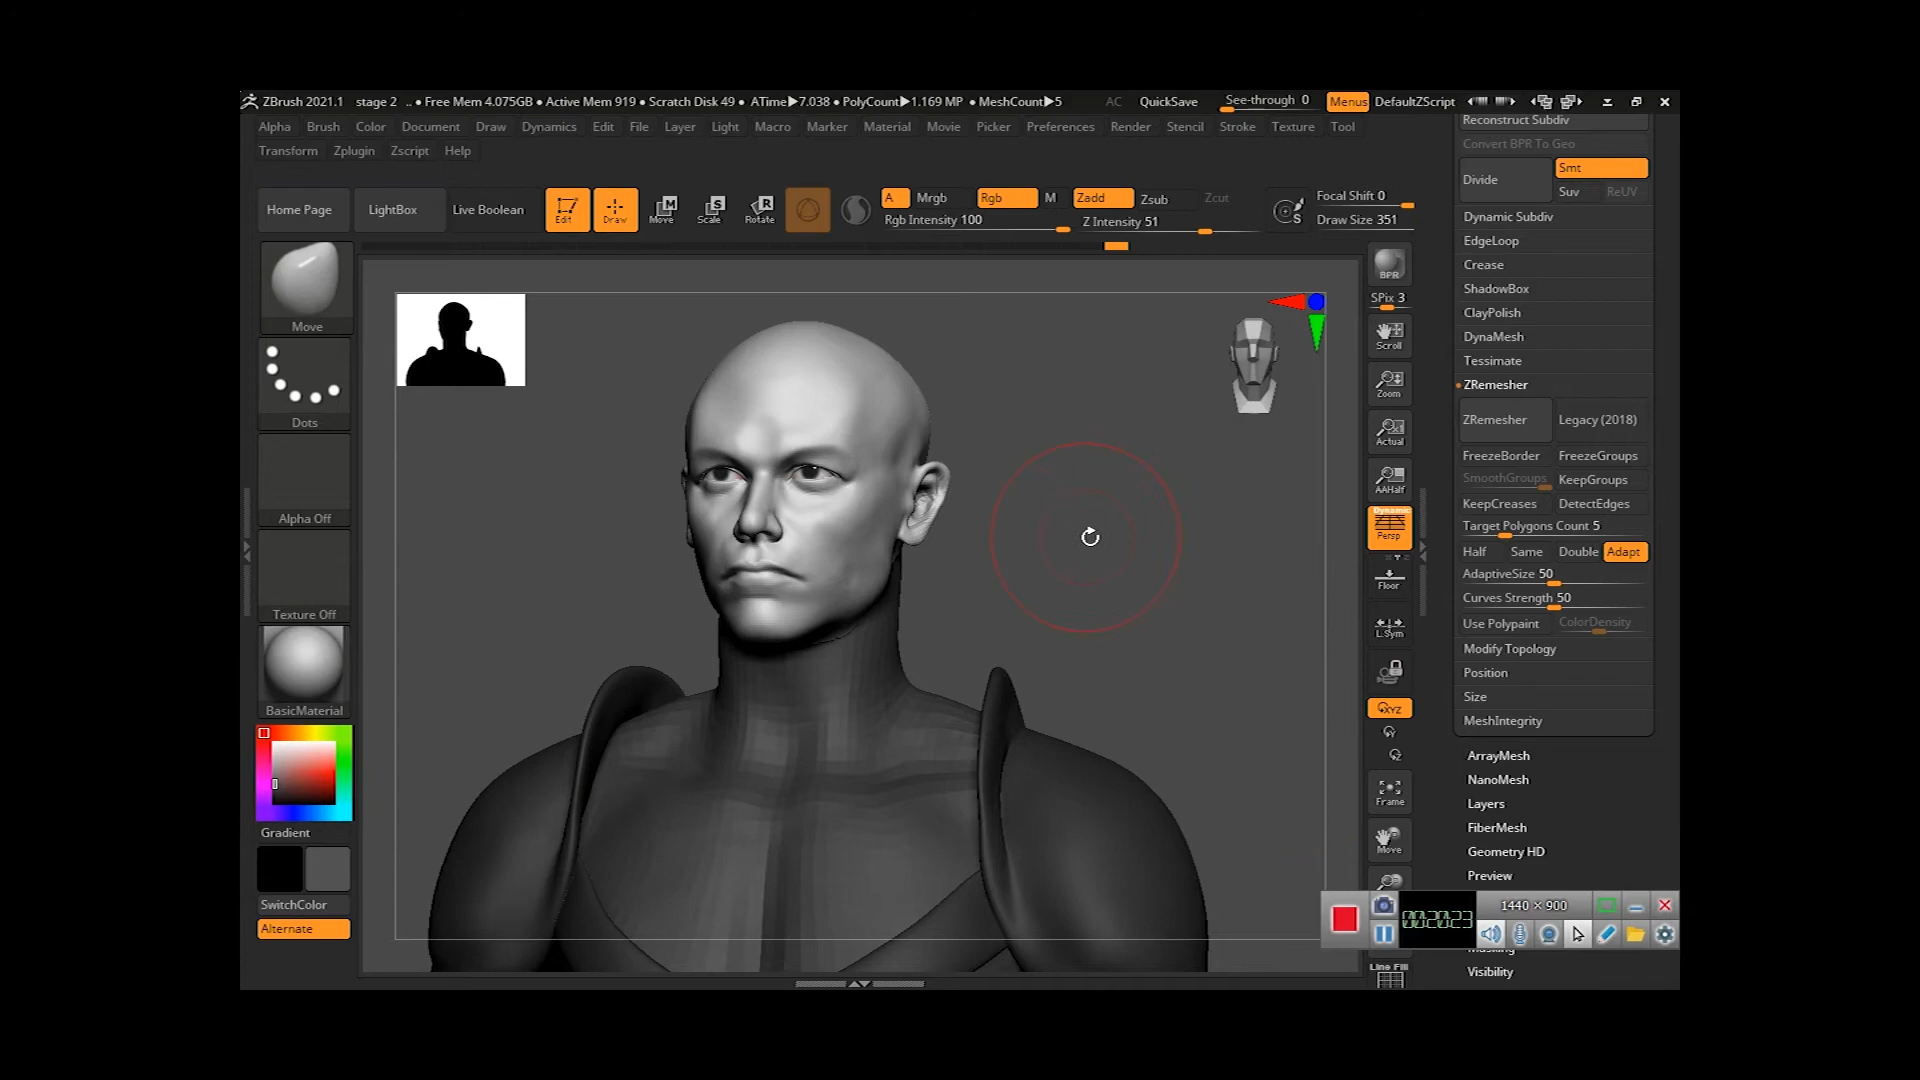 ZBrush 2021.1 stage 2 .. • Free Mem 4.075GB • Active Mem 919 • Scratch Disk 49 • ATime▶7.038 • PolyCount▶1.169 MP • MeshCount▶5 AC QuickSave See-through 0 Menus DefaultZScript
Alpha Brush Color Document Draw Dynamics Edit File Layer Light Macro Marker Material Movie Picker Preferences Render Stencil Stroke Texture Tool
Transform Zplugin Zscript Help
Home Page LightBox Live Boolean Edit Draw Move Scale Rotate A Mrgb Rgb M Zadd Zsub Zcut Focal Shift 0
Rgb Intensity 100 Z Intensity 51 Draw Size 351
Move
Dots
Alpha Off
Texture Off
BasicMaterial
Gradient
SwitchColor
Alternate
BPR
SPix 3
Scroll
Zoom
Actual
AAHalf
Dynamic
Persp
Floor
L.Sym
XYZ
Frame
Move
Line Fill
Reconstruct Subdiv
Convert BPR To Geo
Divide Smt
Suv ReUV
Dynamic Subdiv
EdgeLoop
Crease
ShadowBox
ClayPolish
DynaMesh
Tessimate
ZRemesher
ZRemesher Legacy (2018)
FreezeBorder FreezeGroups
SmoothGroups KeepGroups
KeepCreases DetectEdges
Target Polygons Count 5
Half Same Double Adapt
AdaptiveSize 50
Curves Strength 50
Use Polypaint ColorDensity
Modify Topology
Position
Size
MeshIntegrity
ArrayMesh
NanoMesh
Layers
FiberMesh
Geometry HD
Preview
1440 × 900
002023
Visibility